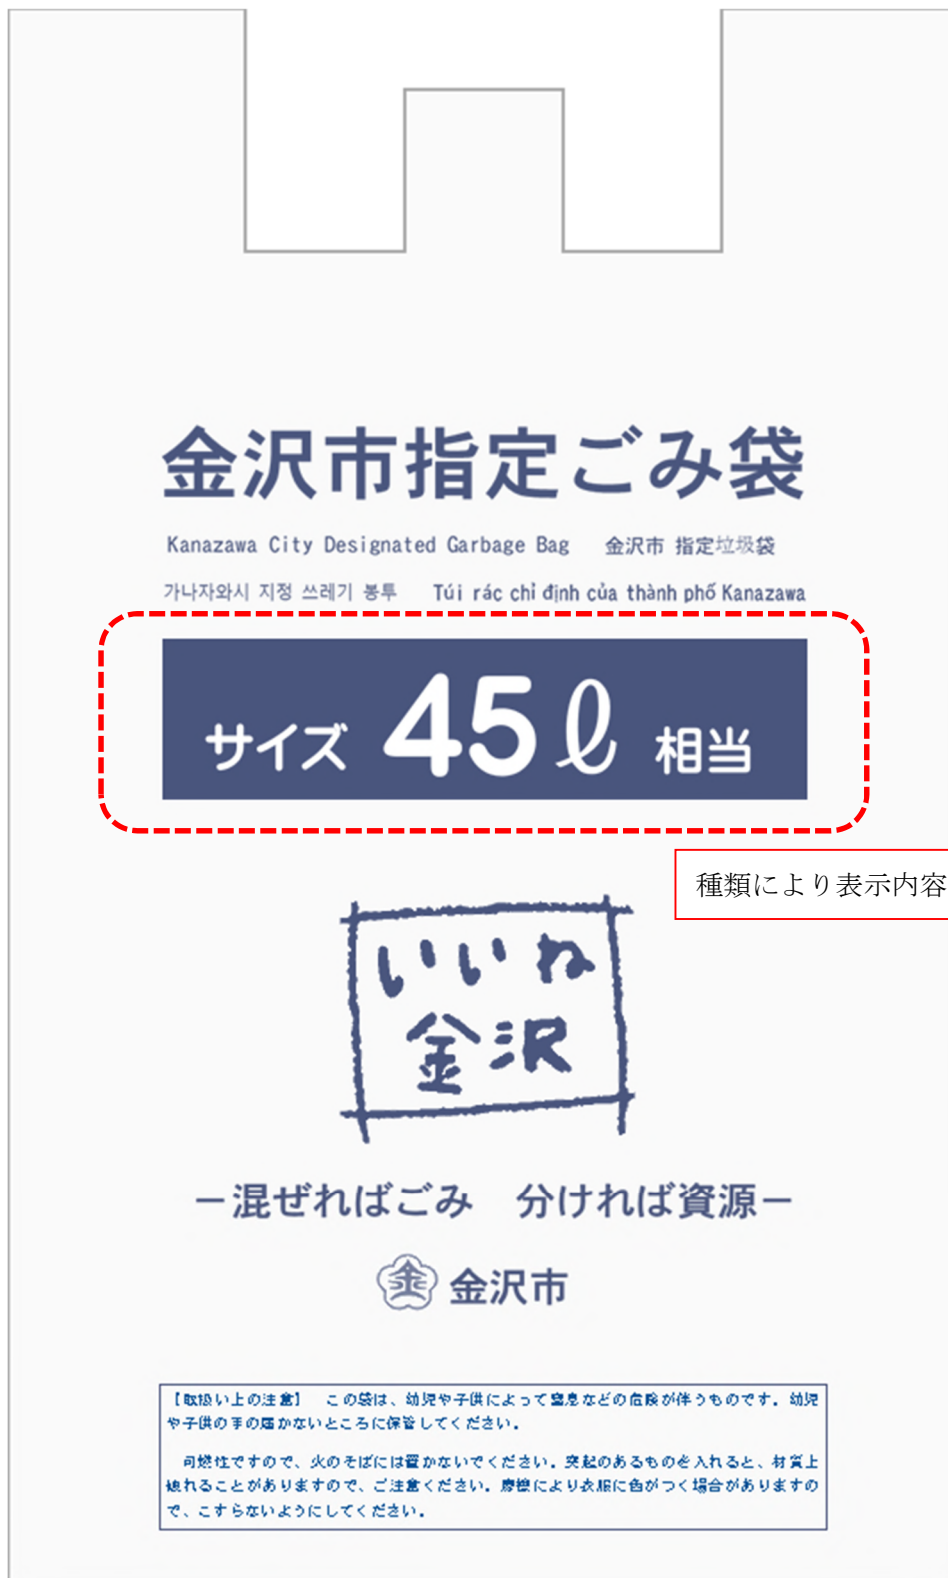 金沢市指定ごみ袋
Kanazawa City Designated Garbage Bag 金沢市 指定垃圾袋
가나자와시 지정 쓰레기 봉투 Túi rác chỉ định của thành phố Kanazawa
サイズ 45ℓ 相当
種類により表示内容
いいね
金沢
－混ぜればごみ 分ければ資源－
金 金沢市
【取扱い上の注意】 この袋は、幼児や子供によって窒息などの危険が伴うものです。幼児
や子供の手の届かないところに保管してください。
可燃性ですので、火のそばには置かないでください。突起のあるものを入れると、材質上
破れることがありますので、ご注意ください。摩擦により衣服に色がつく場合がありますの
で、こすらないようにしてください。